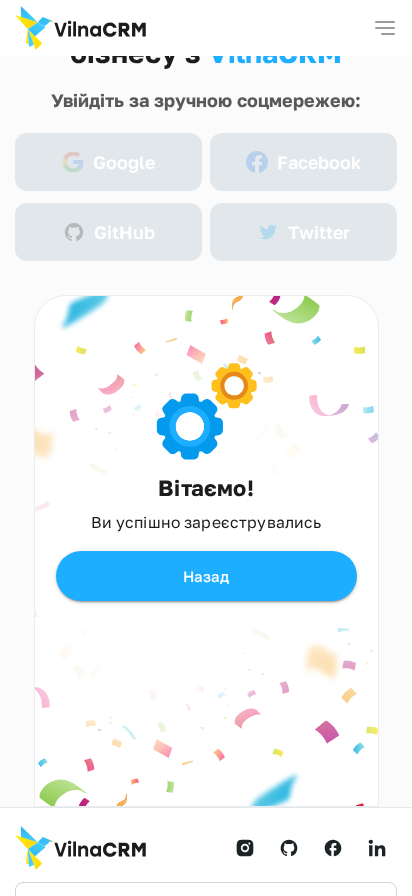 VilnaCRM
бізнесу з VilnaCRM
Увійдіть за зручною соцмережею:
Google
Facebook
GitHub
Twitter
Вітаємо!
Ви успішно зареєструвались
Назад
VilnaCRM